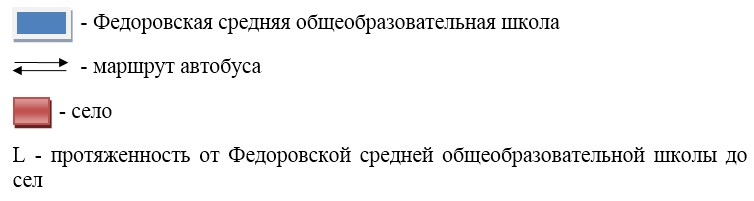 - Федоровская средняя общеобразовательная школа
- маршрут автобуса
- село
L - протяженность от Федоровской средней общеобразовательной школы до
сел